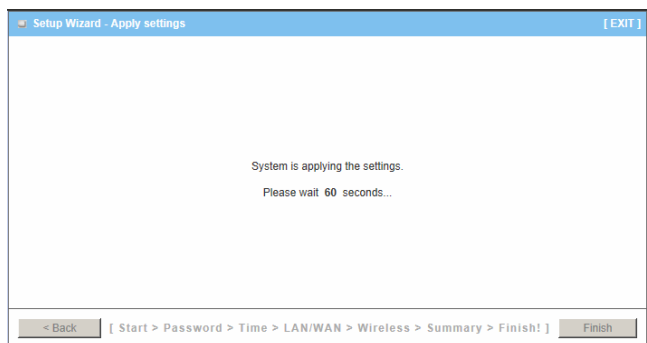 Setup Wizard - Apply settings [ EXIT ]
System is applying the settings.
Please wait 60 seconds...
< Back [ Start > Password > Time > LAN/WAN > Wireless > Summary > Finish! ] Finish